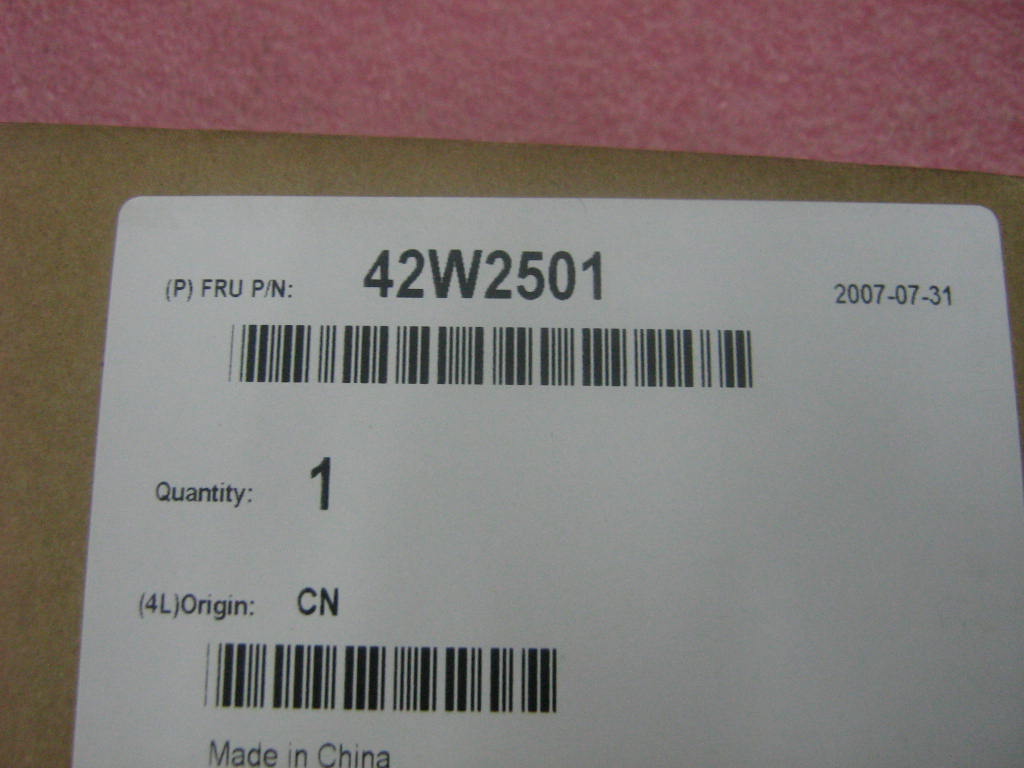 (P) FRU P/N: 42W2501 2007-07-31
Quantity: 1
(4L)Origin: CN
Made in China